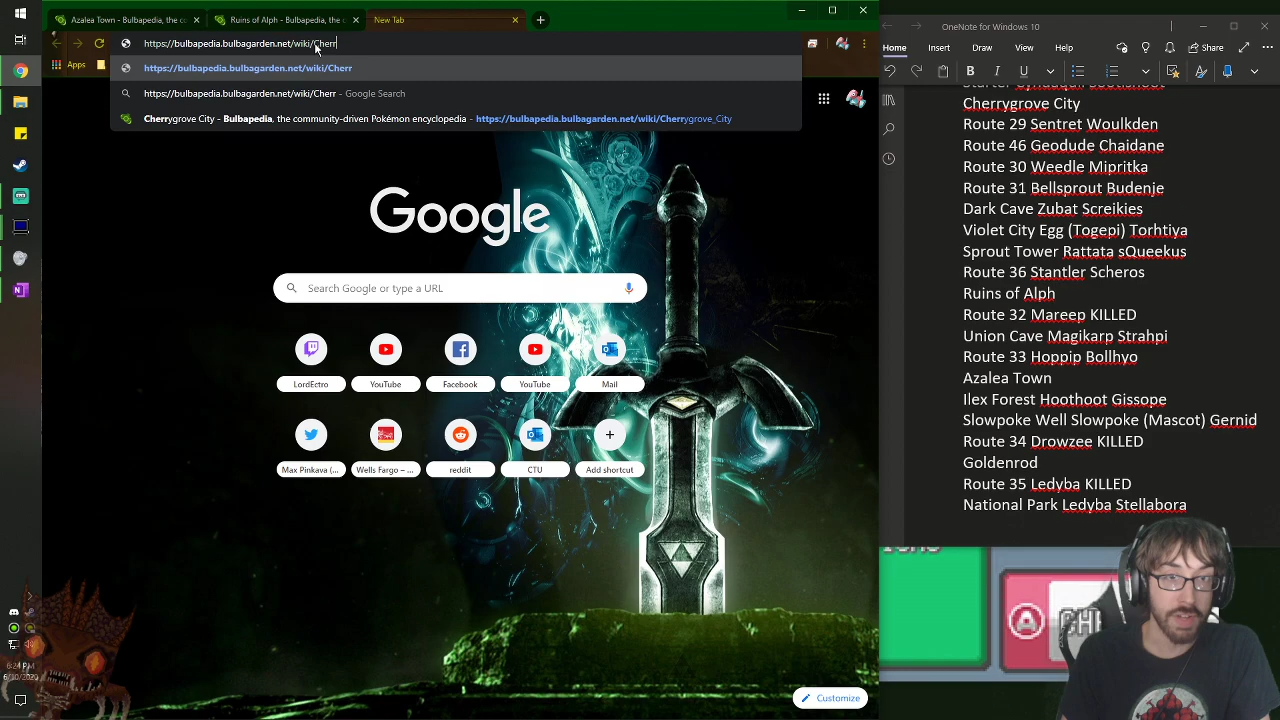 Azalea Town - Bulbapedia, the co
Ruins of Alph - Bulbapedia, the c
New Tab
https://bulbapedia.bulbagarden.net/wiki/Cherr
Apps
https://bulbapedia.bulbagarden.net/wiki/Cherr
https://bulbapedia.bulbagarden.net/wiki/Cherr - Google Search
Cherrygrove City - Bulbapedia, the community-driven Pokémon encyclopedia - https://bulbapedia.bulbagarden.net/wiki/Cherrygrove_City
Google
Search Google or type a URL
LordEctro
YouTube
Facebook
YouTube
Mail
Max Pinkava (...
Wells Fargo – ...
reddit
CTU
Add shortcut
Customize
8:24 PM
6/10/2020
OneNote for Windows 10
Home
Insert
Draw
View
Help
Share
B
I
U
Cherrygrove City
Route 29 Sentret Woulkden
Route 46 Geodude Chaidane
Route 30 Weedle Mipritka
Route 31 Bellsprout Budenje
Dark Cave Zubat Screikies
Violet City Egg (Togepi) Torhtiya
Sprout Tower Rattata sQueekus
Route 36 Stantler Scheros
Ruins of Alph
Route 32 Mareep KILLED
Union Cave Magikarp Strahpi
Route 33 Hoppip Bollhyo
Azalea Town
Ilex Forest Hoothoot Gissope
Slowpoke Well Slowpoke (Mascot) Gernid
Route 34 Drowzee KILLED
Goldenrod
Route 35 Ledyba KILLED
National Park Ledyba Stellabora
A